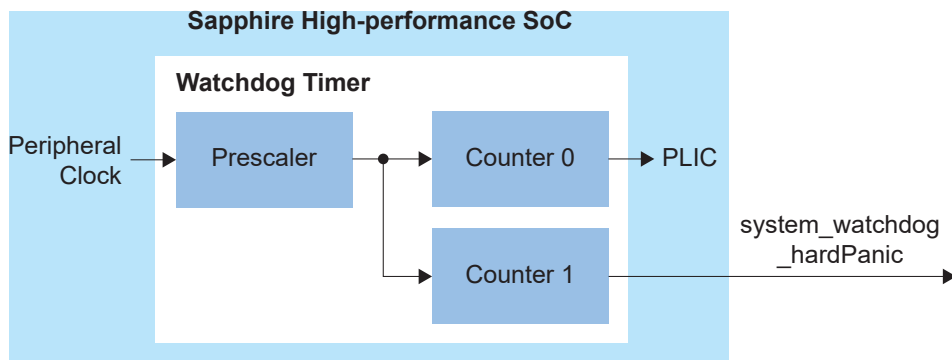 Sapphire High-performance SoC
Watchdog Timer
Peripheral
Clock
Prescaler
Counter 0
PLIC
Counter 1
system_watchdog
_hardPanic